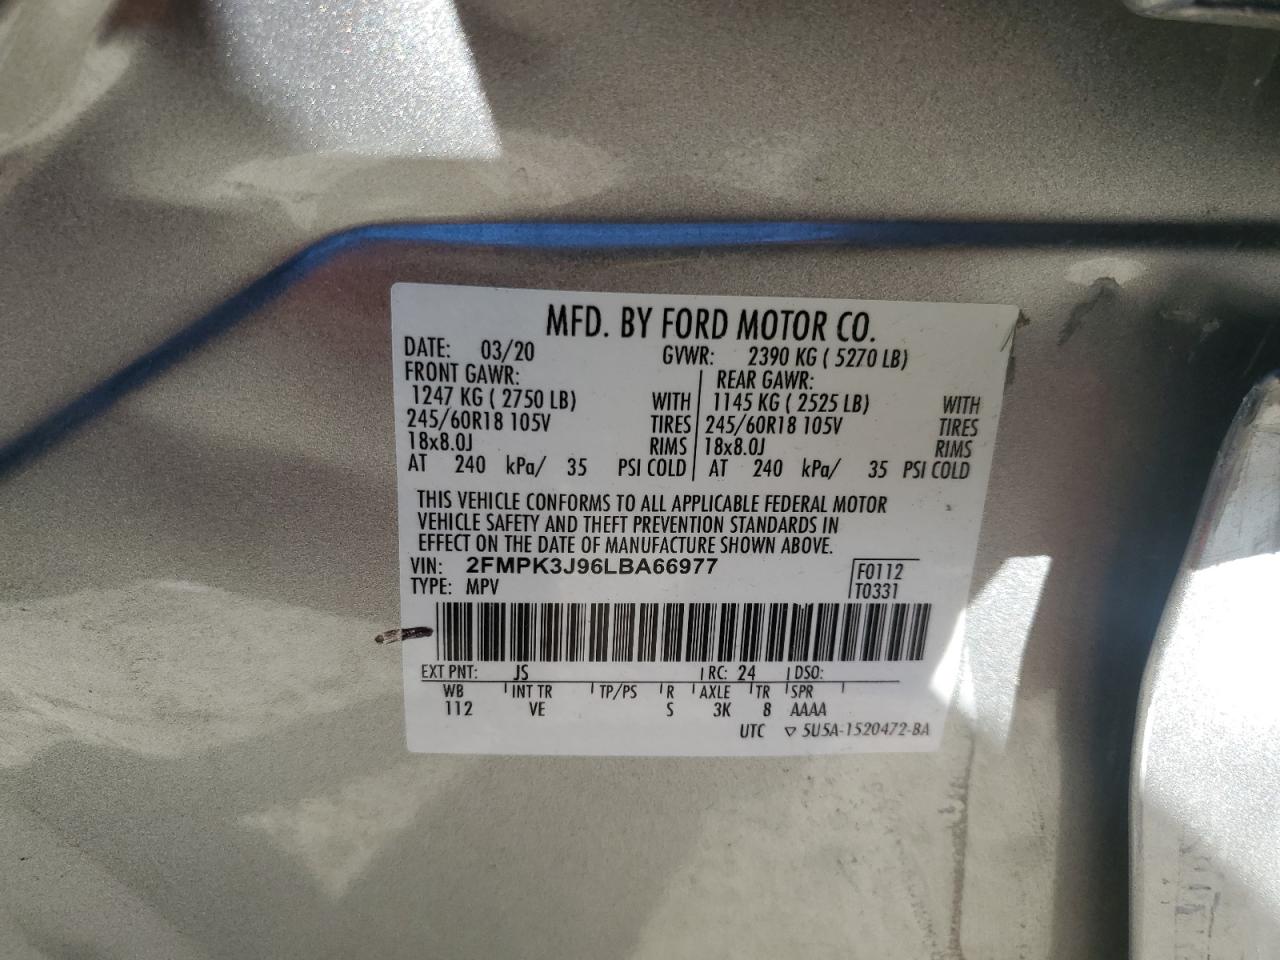 MFD. BY FORD MOTOR CO.
DATE: 03/20 GVWR: 2390 KG ( 5270 LB)
FRONT GAWR: REAR GAWR:
1247 KG ( 2750 LB) WITH 1145 KG ( 2525 LB) WITH
245/60R18 105V TIRES 245/60R18 105V TIRES
18x8.0J RIMS 18x8.0J RIMS
AT 240 kPa/ 35 PSI COLD AT 240 kPa/ 35 PSI COLD
THIS VEHICLE CONFORMS TO ALL APPLICABLE FEDERAL MOTOR
VEHICLE SAFETY AND THEFT PREVENTION STANDARDS IN
EFFECT ON THE DATE OF MANUFACTURE SHOWN ABOVE.
VIN: 2FMPK3J96LBA66977 F0112
TYPE: MPV T0331
EXT PNT: JS RC: 24 DSO:
WB INT TR TP/PS R AXLE TR SPR
112 VE S 3K 8 AAAA
UTC ▽ 5U5A-1520472-BA